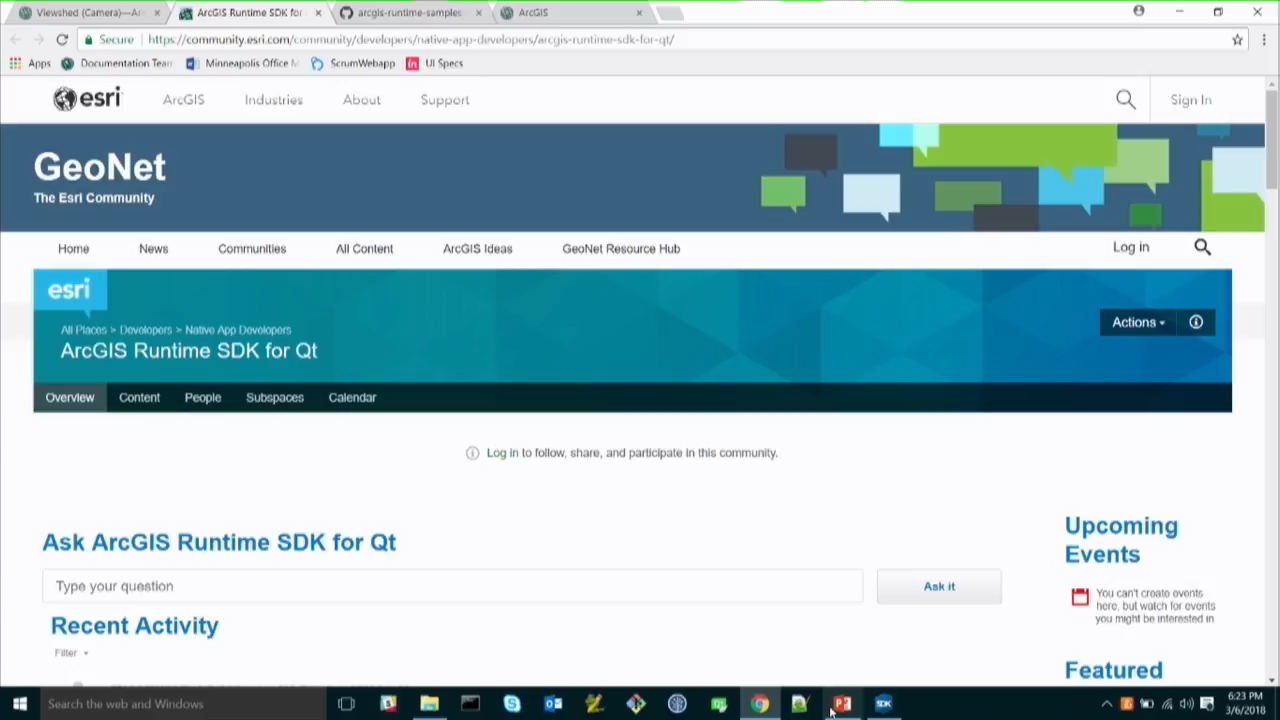 Viewshed (Camera)—Ar
ArcGIS Runtime SDK for
arcgis-runtime-samples
ArcGIS
Secure
https://community.esri.com/community/developers/native-app-developers/arcgis-runtime-sdk-for-qt/
Apps
Documentation Team
Minneapolis Office M
ScrumWebapp
UI Specs
esri
ArcGIS
Industries
About
Support
Sign In
GeoNet
The Esri Community
Home
News
Communities
All Content
ArcGIS Ideas
GeoNet Resource Hub
Log in
esri
All Places > Developers > Native App Developers
ArcGIS Runtime SDK for Qt
Actions
Overview
Content
People
Subspaces
Calendar
Log in to follow, share, and participate in this community.
Ask ArcGIS Runtime SDK for Qt
Type your question
Ask it
Recent Activity
Filter
Upcoming
Events
You can't create events
here, but watch for events
you might be interested in
Featured
Search the web and Windows
SDK
6:23 PM
3/6/2018